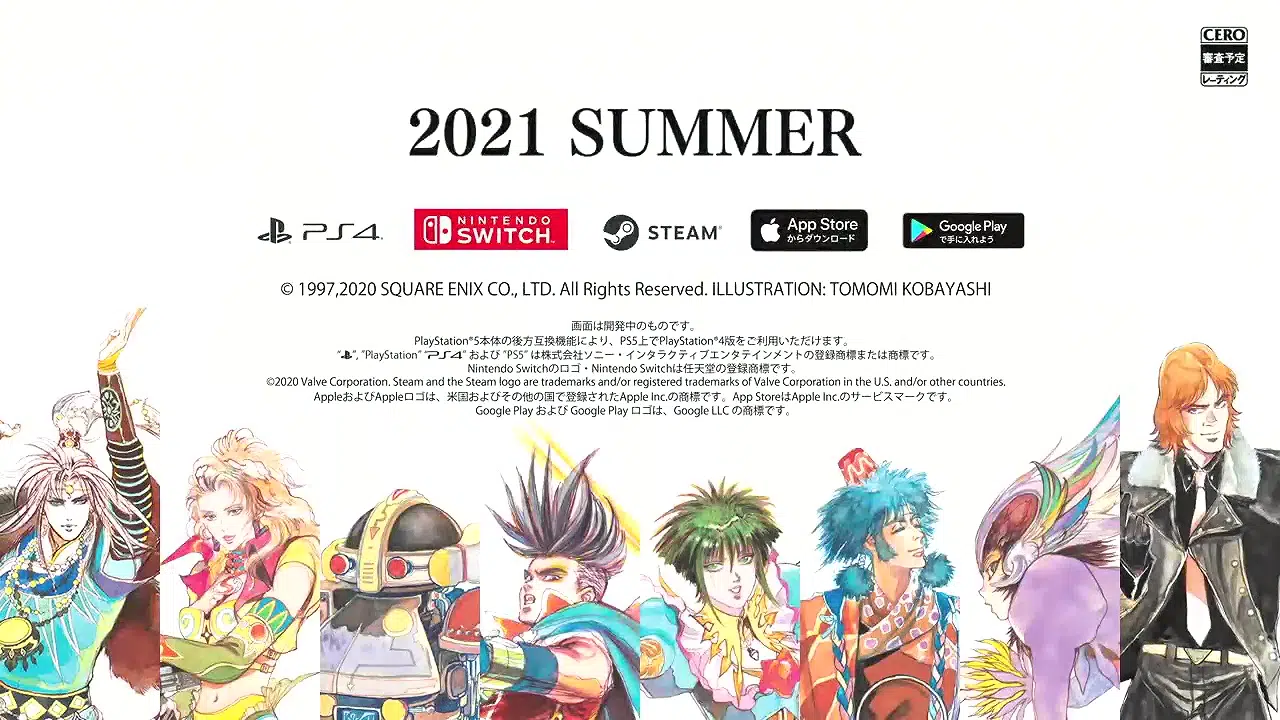 CERO
審査予定
レーティング
2021 SUMMER
PS4
NINTENDO
SWITCH
STEAM
App Store
からダウンロード
Google Play
で手に入れよう
© 1997,2020 SQUARE ENIX CO., LTD. All Rights Reserved. ILLUSTRATION: TOMOMI KOBAYASHI
画面は開発中のものです。
PlayStation®5本体の後方互換機能により、PS5上でPlayStation®4版をご利用いただけます。
“”, “PlayStation” “PS4” および “PS5” は株式会社ソニー・インタラクティブエンタテインメントの登録商標または商標です。
Nintendo Switchのロゴ・Nintendo Switchは任天堂の登録商標です。
©2020 Valve Corporation. Steam and the Steam logo are trademarks and/or registered trademarks of Valve Corporation in the U.S. and/or other countries.
AppleおよびAppleロゴは、米国およびその他の国で登録されたApple Inc.の商標です。App StoreはApple Inc.のサービスマークです。
Google Play および Google Play ロゴは、Google LLC の商標です。